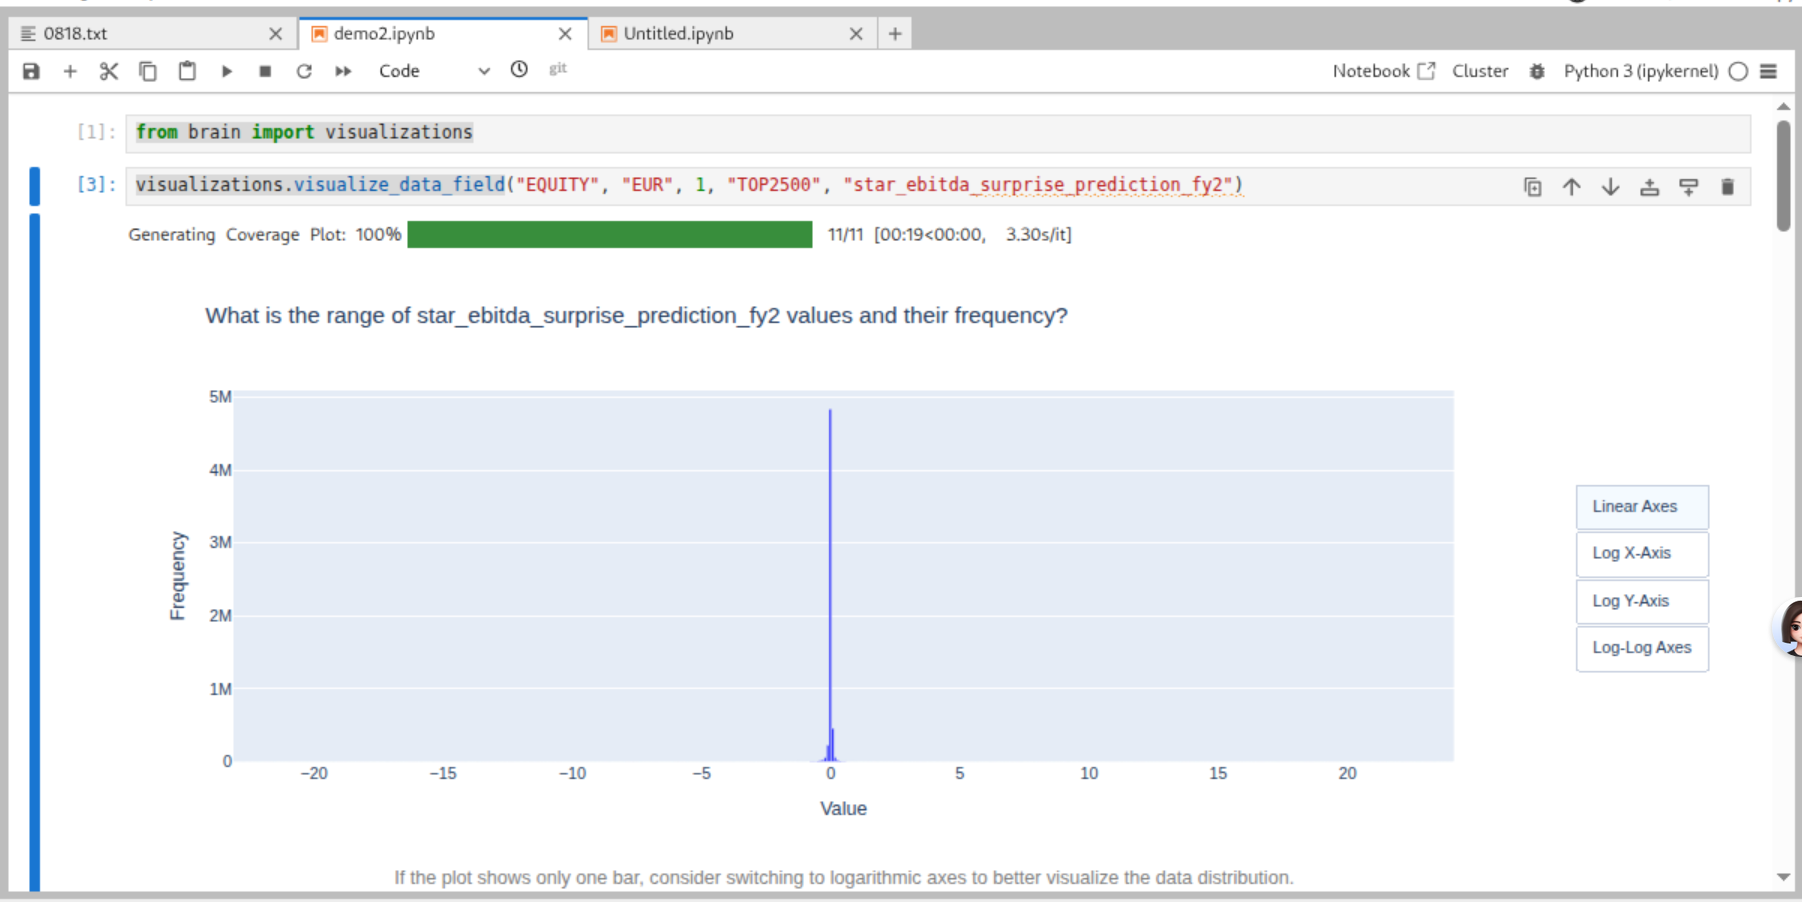 0818.txt
demo2.ipynb
Untitled.ipynb
Code
git
Notebook
Cluster
Python 3 (ipykernel)
[1]: from brain import visualizations
[3]: visualizations.visualize_data_field("EQUITY", "EUR", 1, "TOP2500", "star_ebitda_surprise_prediction_fy2")
Generating Coverage Plot: 100% 11/11 [00:19<00:00, 3.30s/it]
What is the range of star_ebitda_surprise_prediction_fy2 values and their frequency?
5M
4M
3M
2M
1M
0
Frequency
−20 −15 −10 −5 0 5 10 15 20
Value
Linear Axes
Log X-Axis
Log Y-Axis
Log-Log Axes
If the plot shows only one bar, consider switching to logarithmic axes to better visualize the data distribution.